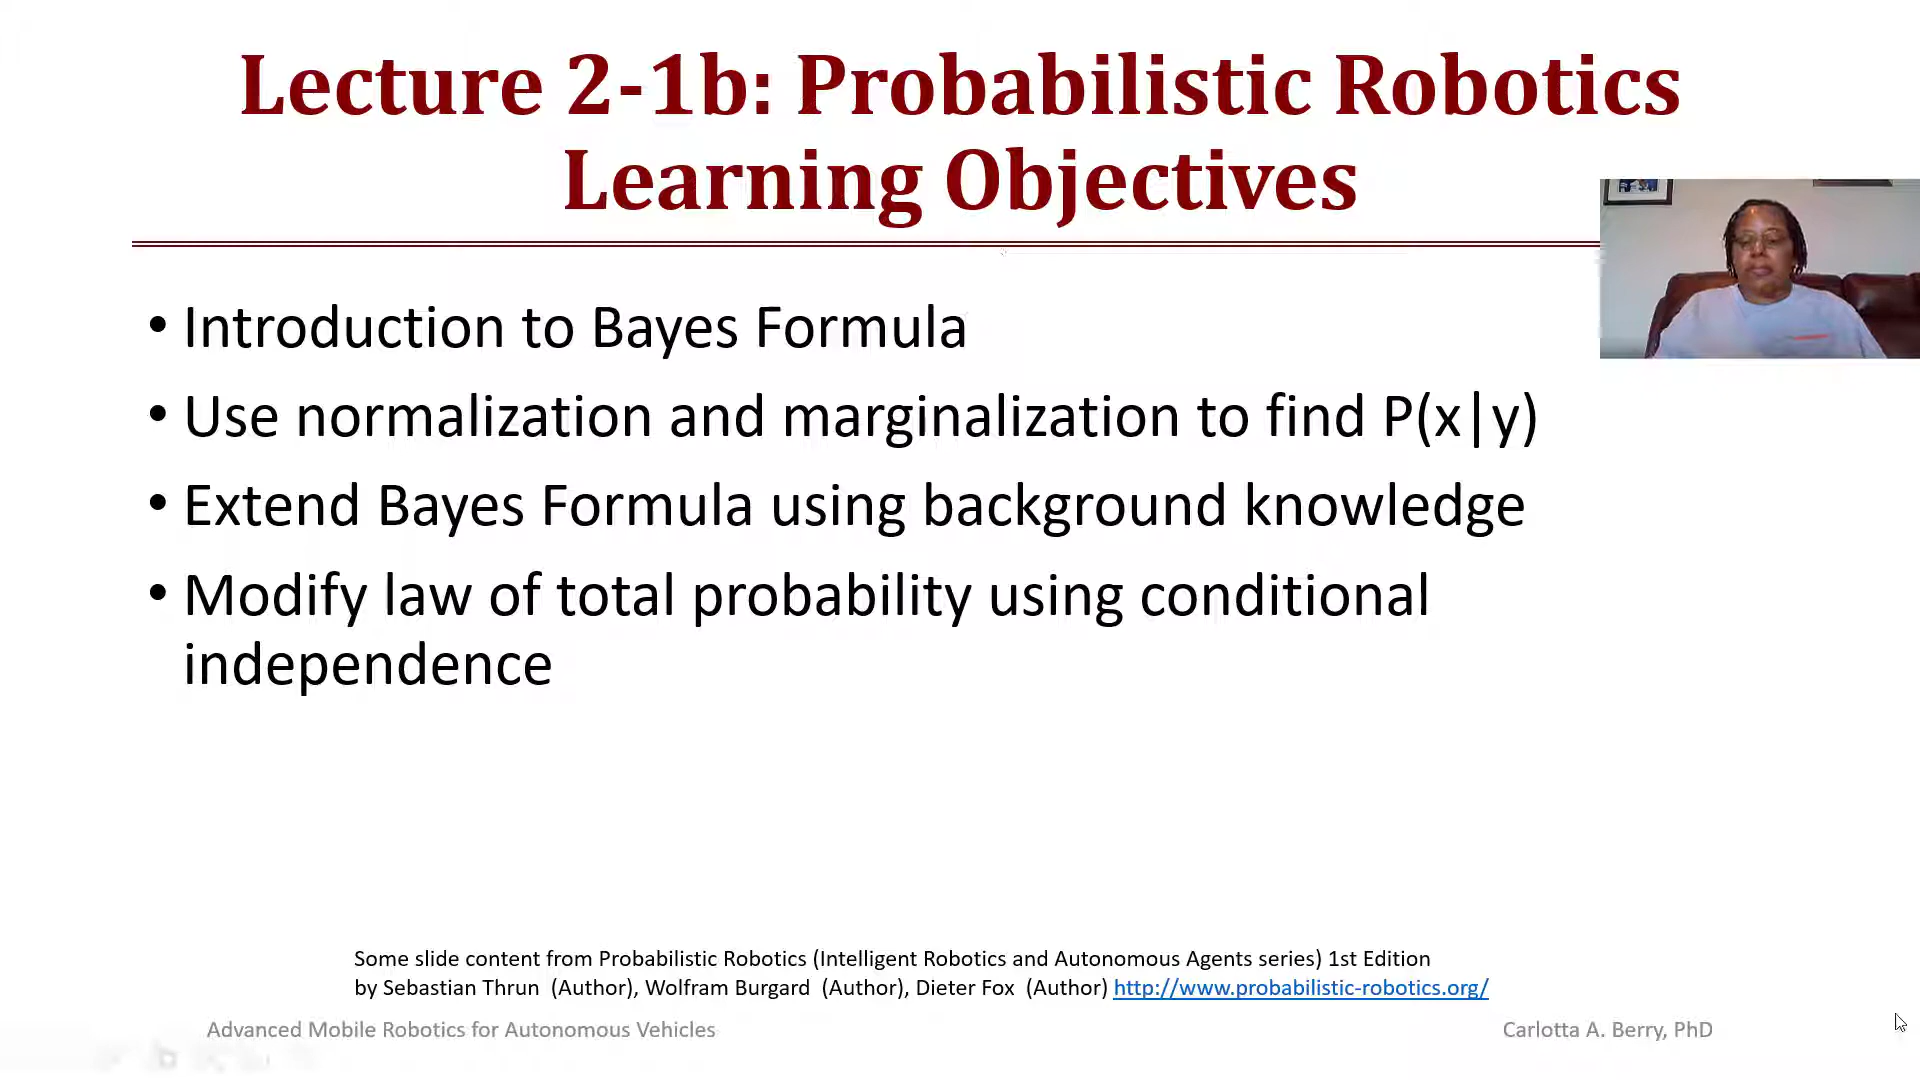 Lecture 2-1b: Probabilistic Robotics
Learning Objectives
• Introduction to Bayes Formula
• Use normalization and marginalization to find P(x|y)
• Extend Bayes Formula using background knowledge
• Modify law of total probability using conditional
independence
Some slide content from Probabilistic Robotics (Intelligent Robotics and Autonomous Agents series) 1st Edition
by Sebastian Thrun (Author), Wolfram Burgard (Author), Dieter Fox (Author) http://www.probabilistic-robotics.org/
Advanced Mobile Robotics for Autonomous Vehicles
Carlotta A. Berry, PhD